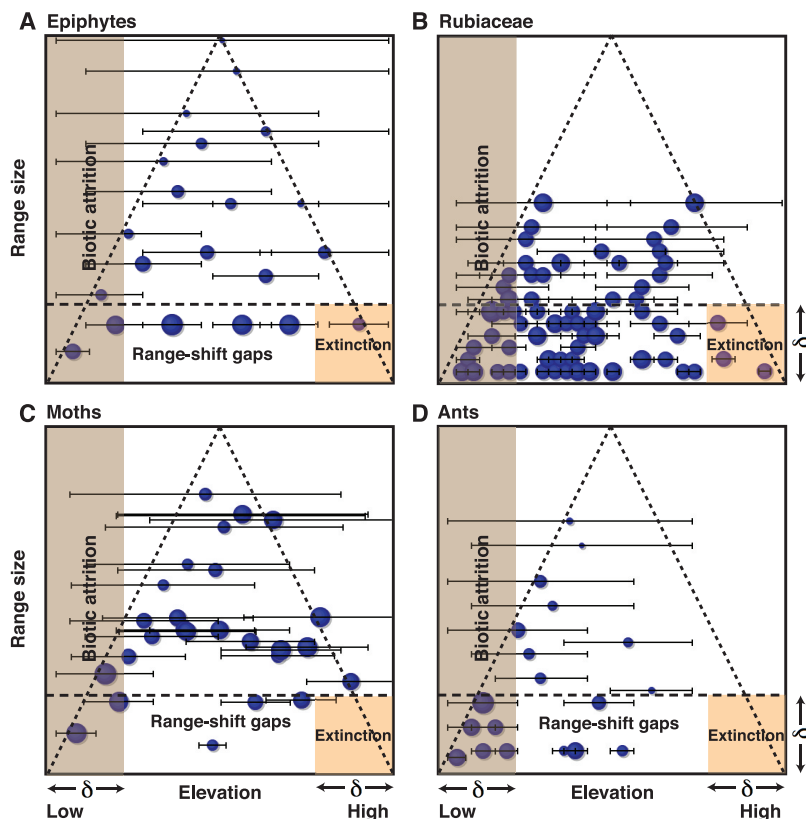 A Epiphytes
B Rubiaceae
Range size
Biotic attrition
Range-shift gaps
Extinction
Biotic attrition
Extinction
δ
C Moths
D Ants
Range size
Biotic attrition
Range-shift gaps
Extinction
Biotic attrition
Range-shift gaps
Extinction
δ
δ
Elevation
δ
δ
Elevation
δ
Low
High
Low
High